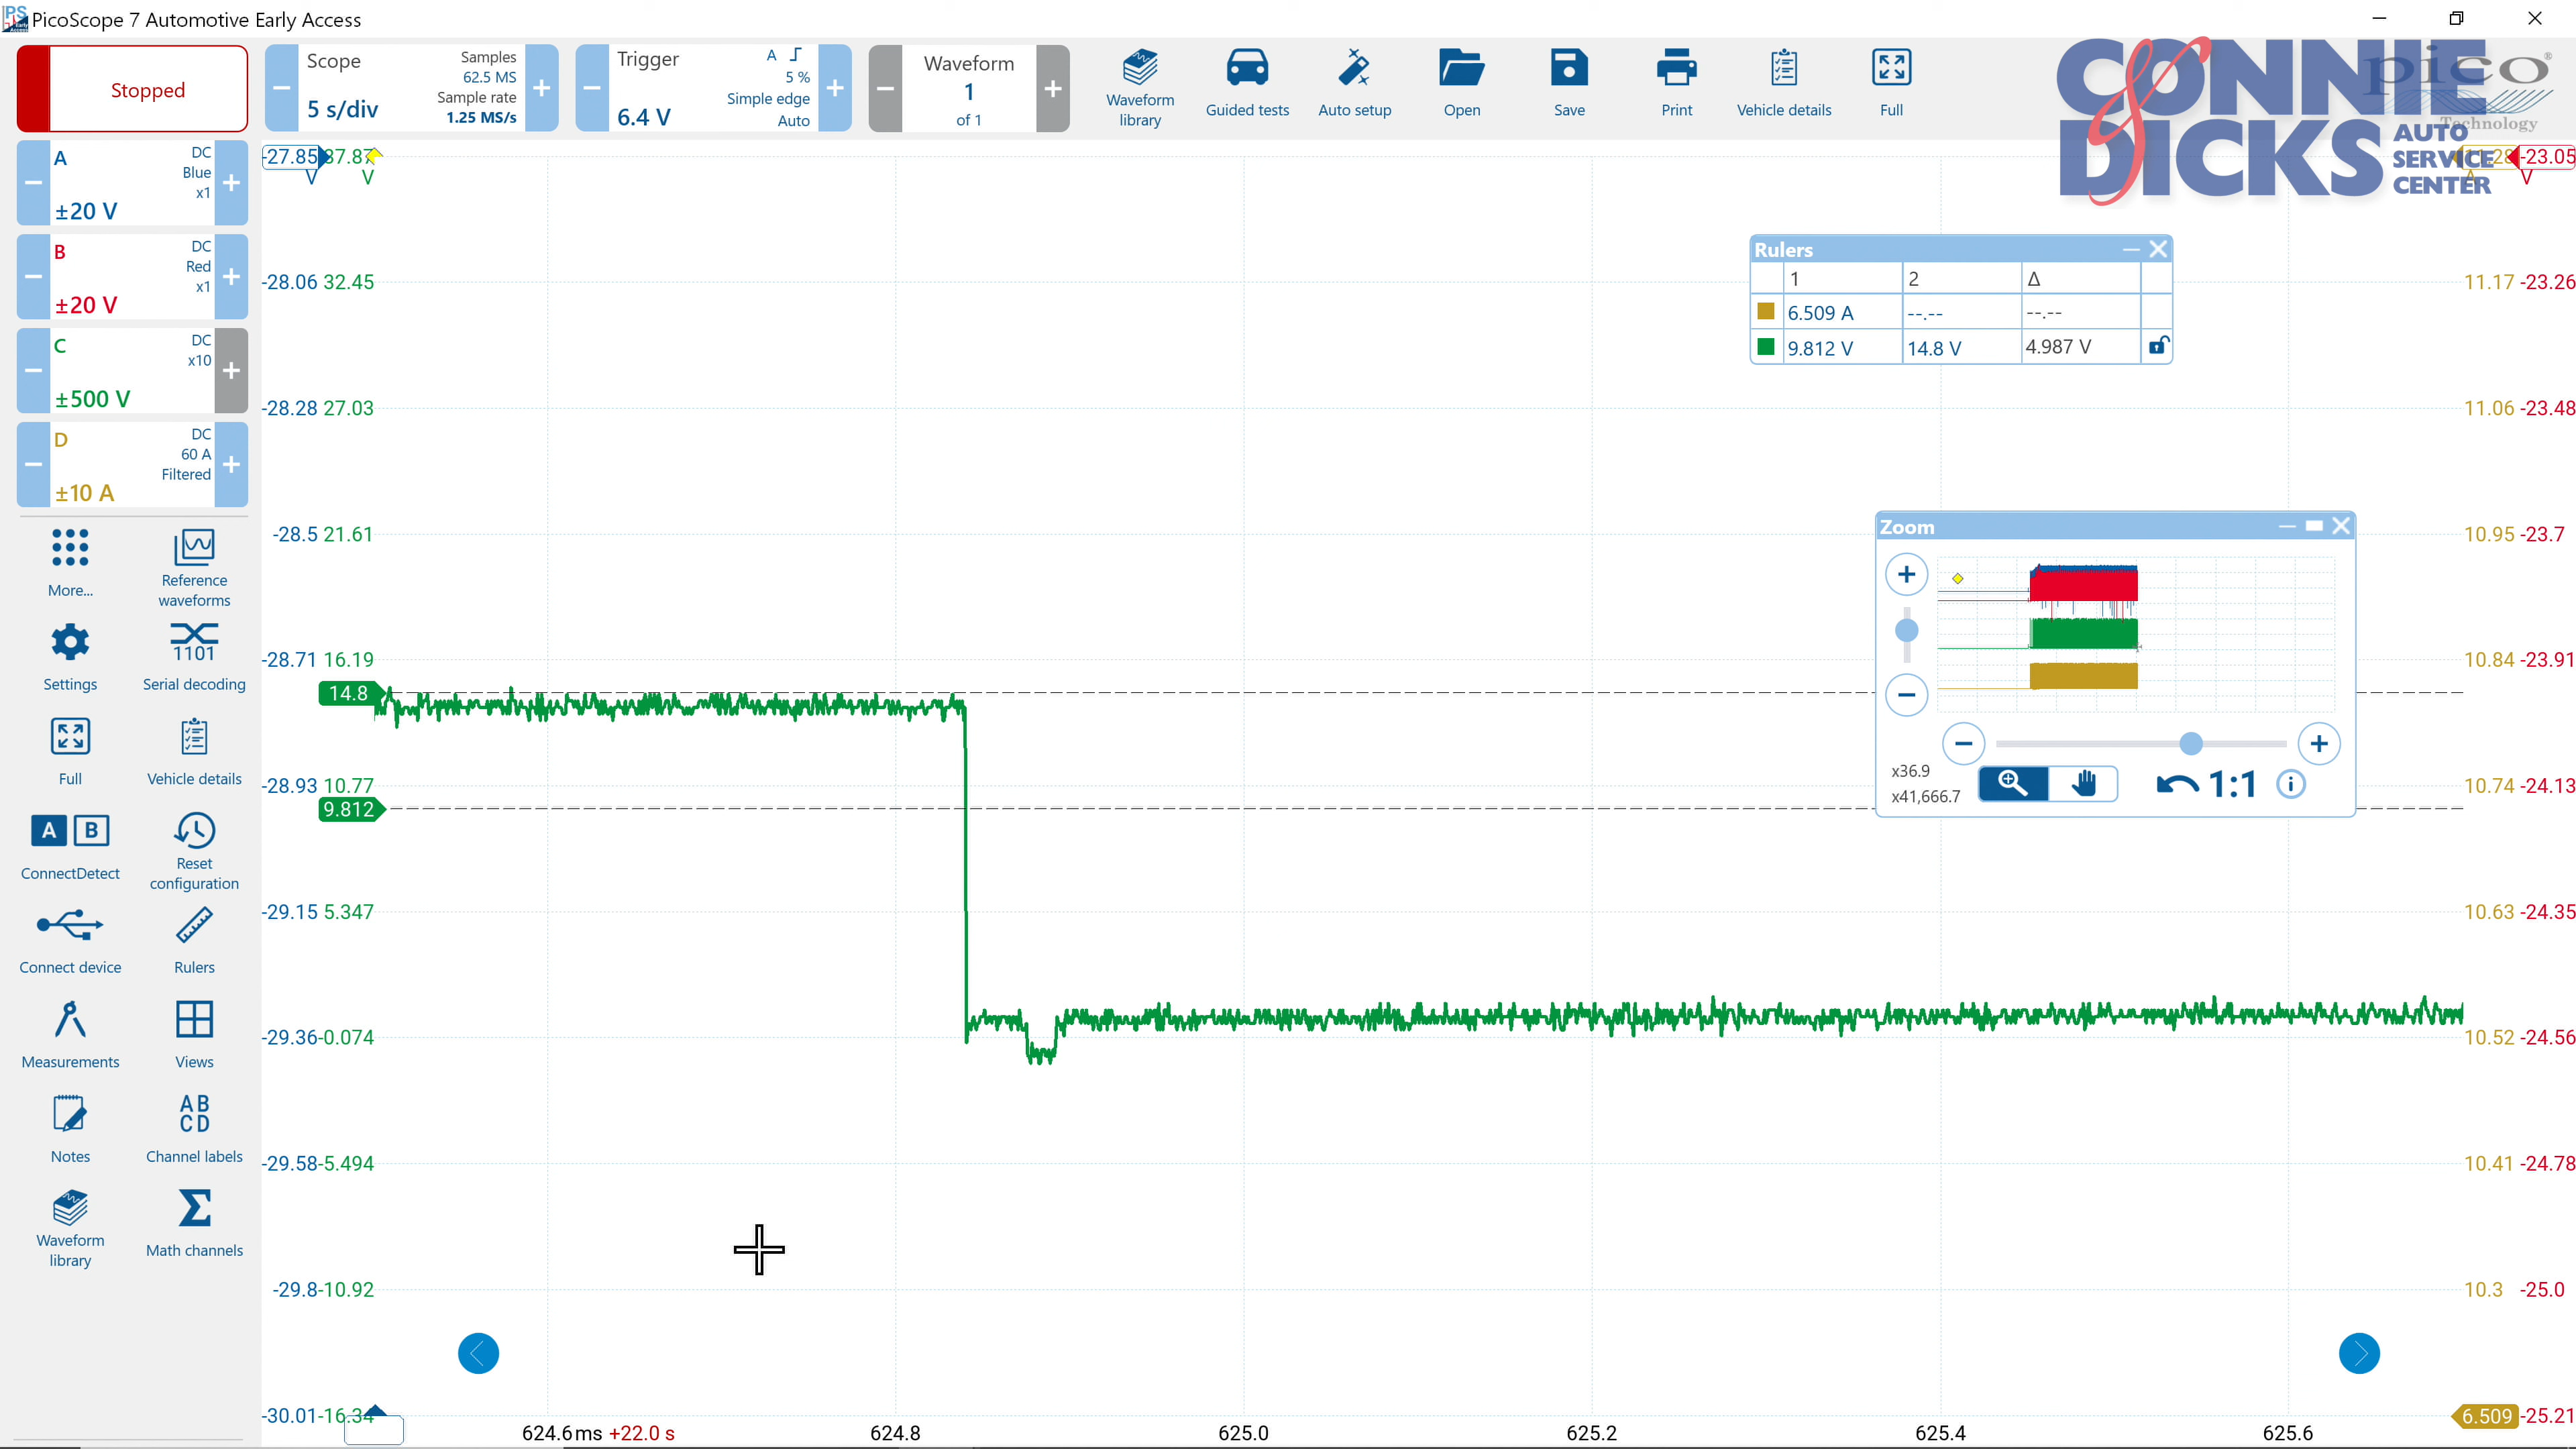 PicoScope 7 Automotive Early Access
Stopped
Scope
5 s/div
Samples
62.5 MS
Sample rate
1.25 MS/s
Trigger
6.4 V
A
5 %
Simple edge
Auto
Waveform
1
of 1
Waveform
library
Guided tests
Auto setup
Open
Save
Print
Vehicle details
Full
CONNIE
&
DICKS
AUTO
SERVICE
CENTER
pico
Technology
A
DC
Blue
x1
±20 V
B
DC
Red
x1
±20 V
C
DC
x10
±500 V
D
DC
60 A
Filtered
±10 A
More...
Reference
waveforms
Settings
Serial decoding
1101
Full
Vehicle details
A B
ConnectDetect
Reset
configuration
Connect device
Rulers
Measurements
Views
Notes
AB
CD
Channel labels
Waveform
library
Math channels
-27.85 37.87
V V
-28.06 32.45
-28.28 27.03
-28.5 21.61
-28.71 16.19
14.8
-28.93 10.77
9.812
-29.15 5.347
-29.36 -0.074
-29.58 -5.494
-29.8 -10.92
-30.01 -16.34
Rulers
1 2 Δ
6.509 A --.-- --.--
9.812 V 14.8 V 4.987 V
Zoom
x36.9
x41,666.7
1:1
-23.05
V
11.17 -23.26
11.06 -23.48
10.95 -23.7
10.84 -23.91
10.74 -24.13
10.63 -24.35
10.52 -24.56
10.41 -24.78
10.3 -25.0
6.509 -25.21
624.6 ms +22.0 s 624.8 625.0 625.2 625.4 625.6